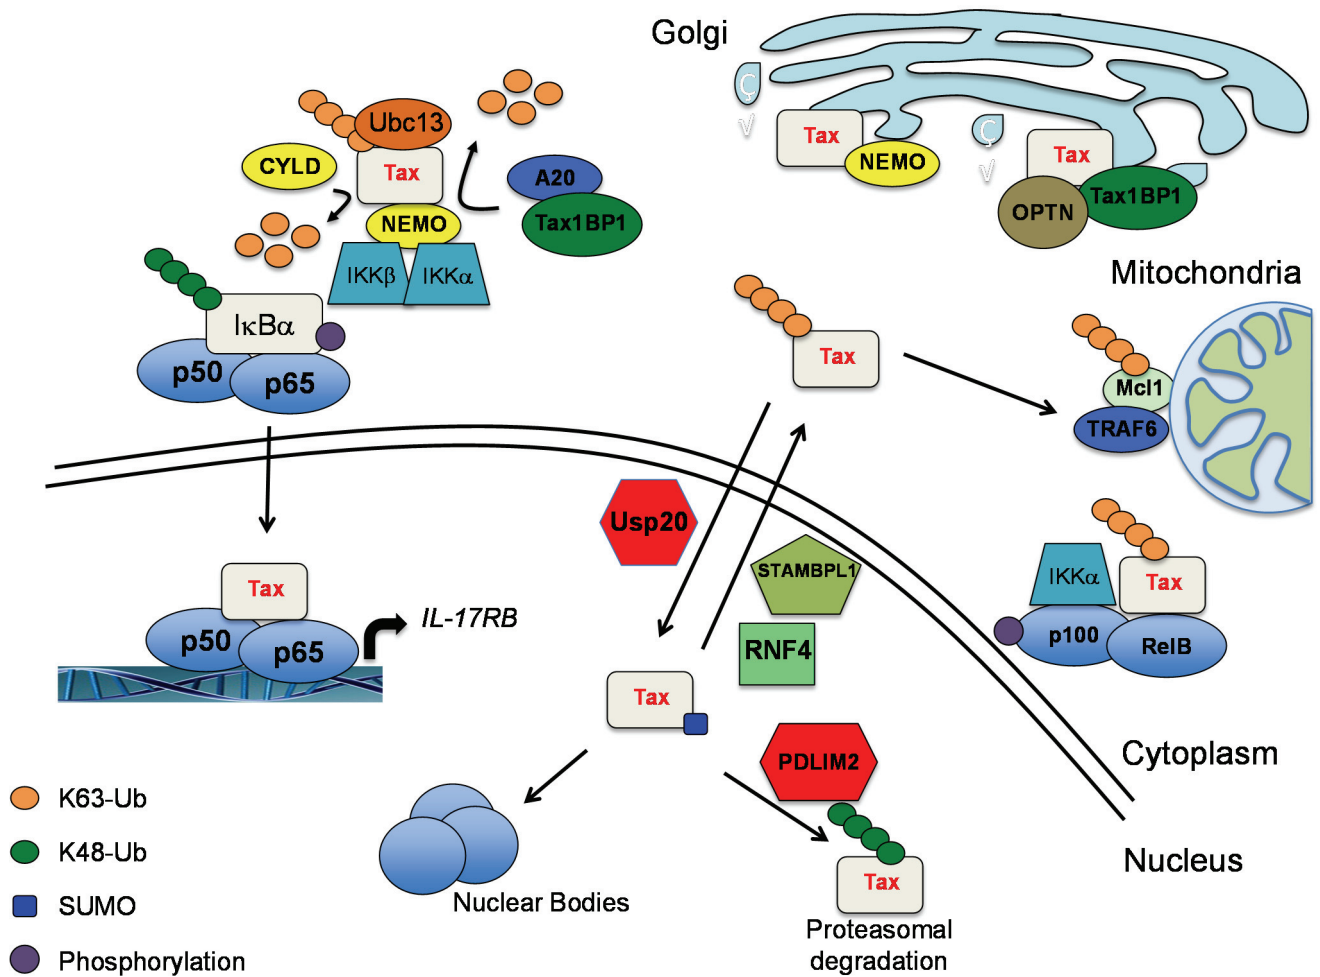 Golgi
Ubc13
Tax
CYLD
A20
Tax1BP1
NEMO
IKKβ
IKKα
IκBα
p50
p65
Ç
√
Tax
NEMO
Ç
√
Tax
OPTN
Tax1BP1
Mitochondria
Tax
Mcl1
TRAF6
Usp20
STAMBPL1
RNF4
IKKα
Tax
p100
RelB
Tax
p50
p65
IL-17RB
Tax
PDLIM2
Cytoplasm
Nucleus
Nuclear Bodies
Tax
Proteasomal
degradation
K63-Ub
K48-Ub
SUMO
Phosphorylation